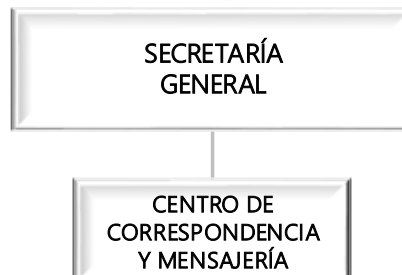 SECRETARÍA
GENERAL
CENTRO DE
CORRESPONDENCIA
Y MENSAJERÍA